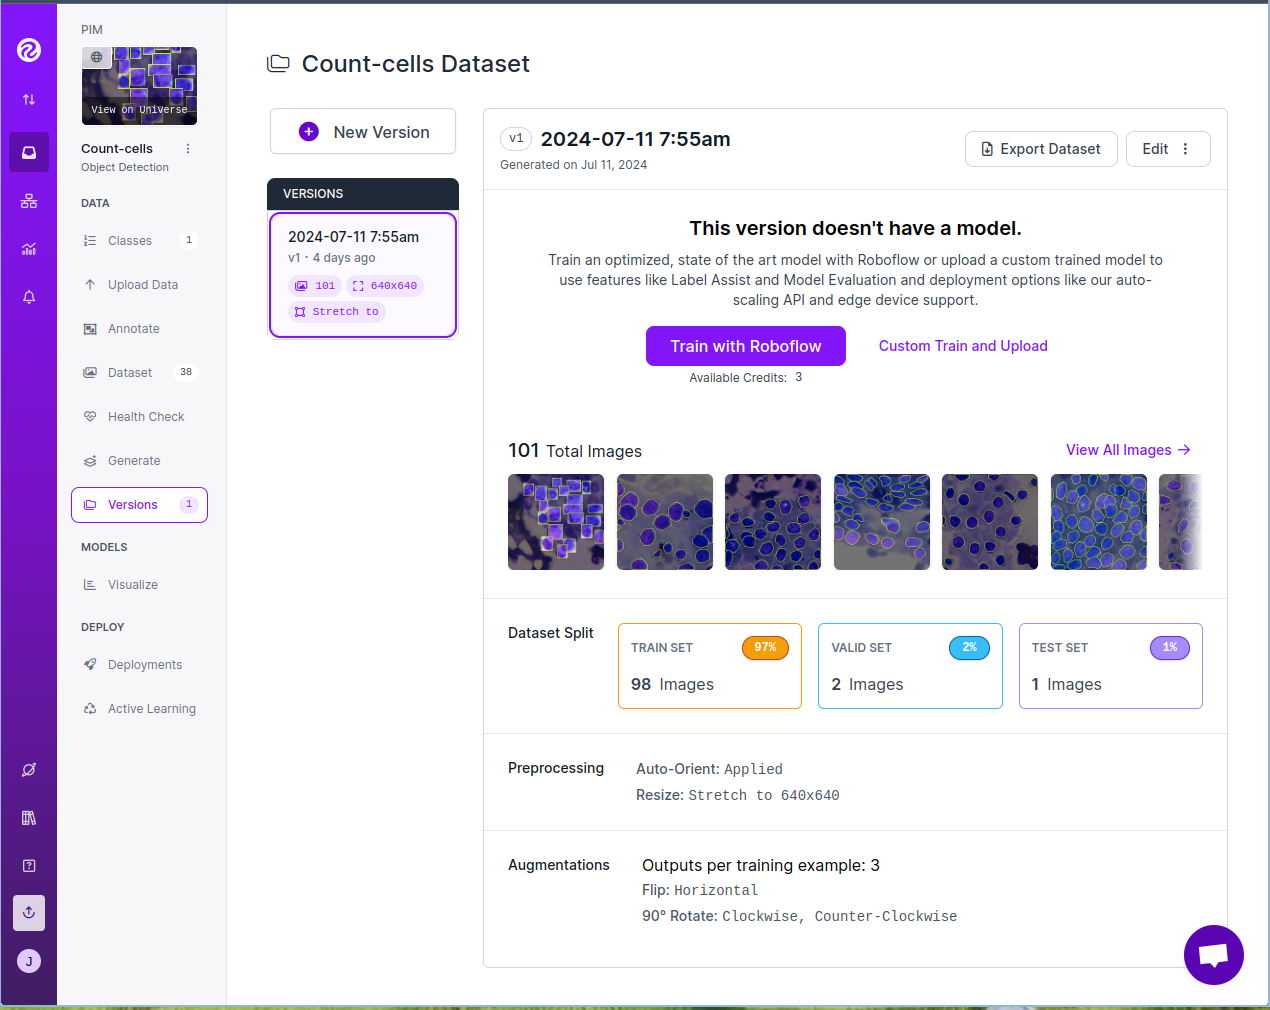 PIM
View on Universe
Count-cells
Object Detection
DATA
Classes 1
Upload Data
Annotate
Dataset 38
Health Check
Generate
Versions 1
MODELS
Visualize
DEPLOY
Deployments
Active Learning
J
Count-cells Dataset
New Version
VERSIONS
2024-07-11 7:55am
v1 · 4 days ago
101 640x640
Stretch to
v1 2024-07-11 7:55am
Generated on Jul 11, 2024
Export Dataset
Edit
This version doesn't have a model.
Train an optimized, state of the art model with Roboflow or upload a custom trained model to
use features like Label Assist and Model Evaluation and deployment options like our auto-
scaling API and edge device support.
Train with Roboflow
Custom Train and Upload
Available Credits: 3
101 Total Images
View All Images →
Dataset Split
TRAIN SET 97%
98 Images
VALID SET 2%
2 Images
TEST SET 1%
1 Images
Preprocessing
Auto-Orient: Applied
Resize: Stretch to 640x640
Augmentations
Outputs per training example: 3
Flip: Horizontal
90° Rotate: Clockwise, Counter-Clockwise